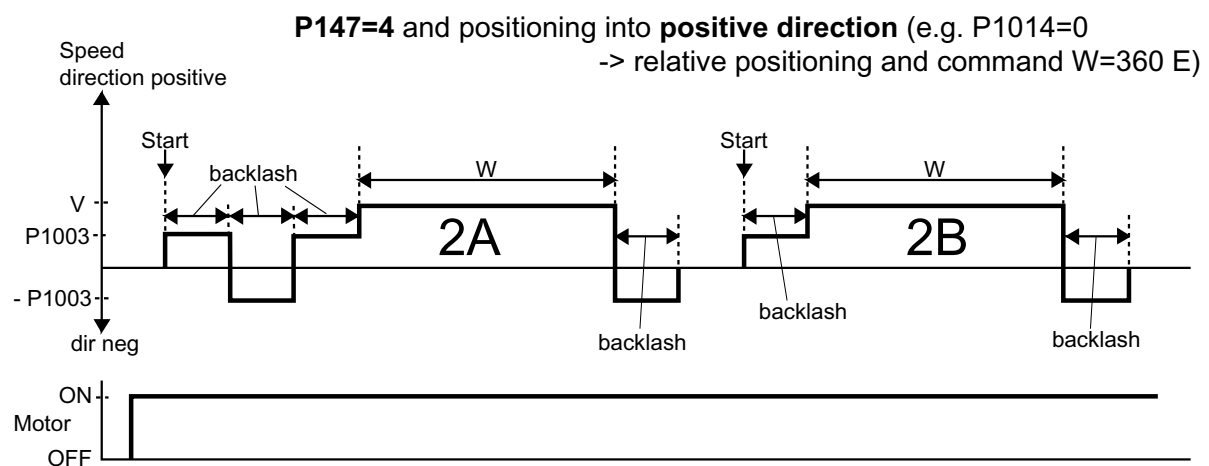 P147=4 and positioning into positive direction (e.g. P1014=0
-> relative positioning and command W=360 E)
Speed
direction positive
Start
Start
backlash
W
W
V
P1003
2A
2B
- P1003
backlash
backlash
backlash
dir neg
ON
Motor
OFF